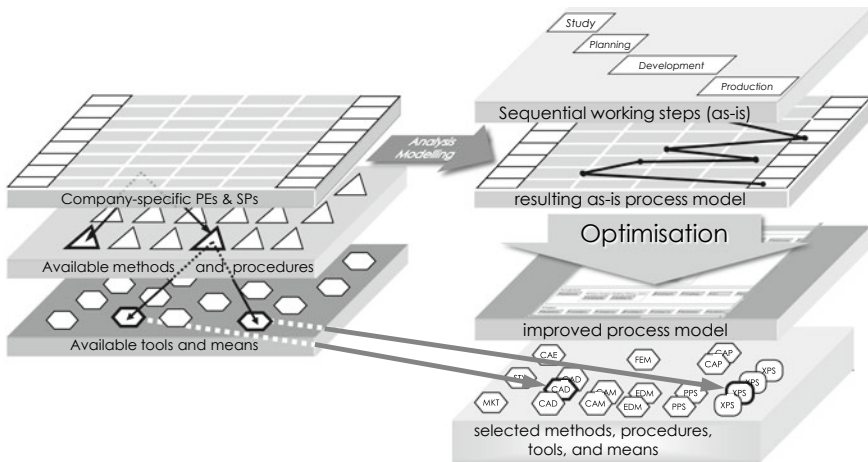 Study
Planning
Development
Production
Sequential working steps (as-is)
Analysis
Modelling
Company-specific PEs & SPs
resulting as-is process model
Optimisation
Available methods and procedures
improved process model
Available tools and means
CAE
FEM
CAP
CAP
XPS
XPS
XPS
XPS
CAD
CAD
CAD
CAM
CAM
EDM
EDM
PPS
PPS
MKT
selected methods, procedures,
tools, and means